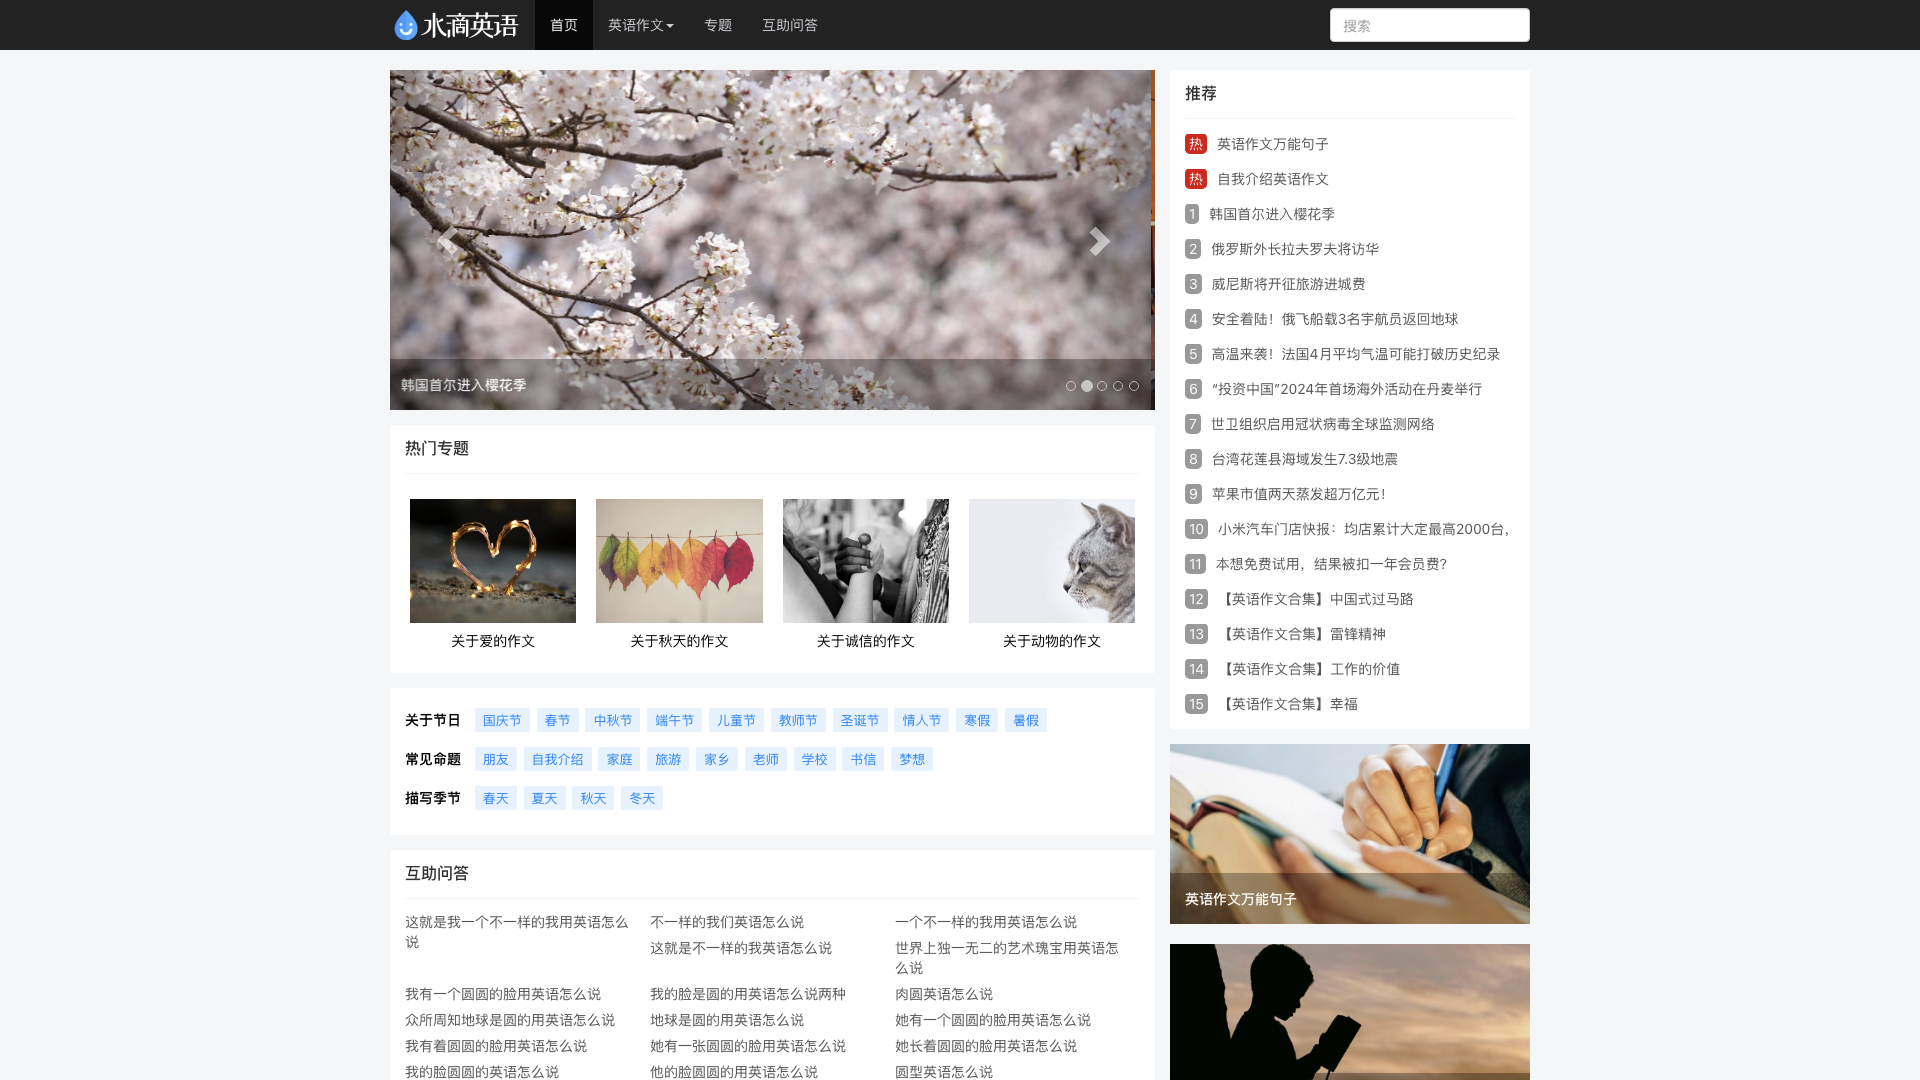 水滴英语
首页
英语作文
专题
互助问答
搜索
韩国首尔进入樱花季
热门专题
关于爱的作文
关于秋天的作文
关于诚信的作文
关于动物的作文
关于节日 国庆节 春节 中秋节 端午节 儿童节 教师节 圣诞节 情人节 寒假 暑假
常见命题 朋友 自我介绍 家庭 旅游 家乡 老师 学校 书信 梦想
描写季节 春天 夏天 秋天 冬天
互助问答
这就是我一个不一样的我用英语怎么
说
不一样的我们英语怎么说
一个不一样的我用英语怎么说
这就是不一样的我英语怎么说
世界上独一无二的艺术瑰宝用英语怎
么说
我有一个圆圆的脸用英语怎么说
我的脸是圆的用英语怎么说两种
肉圆英语怎么说
众所周知地球是圆的用英语怎么说
地球是圆的用英语怎么说
她有一个圆圆的脸用英语怎么说
我有着圆圆的脸用英语怎么说
她有一张圆圆的脸用英语怎么说
她长着圆圆的脸用英语怎么说
我的脸圆圆的英语怎么说
他的脸圆圆的用英语怎么说
圆型英语怎么说
推荐
热 英语作文万能句子
热 自我介绍英语作文
1 韩国首尔进入樱花季
2 俄罗斯外长拉夫罗夫将访华
3 威尼斯将开征旅游进城费
4 安全着陆！俄飞船载3名宇航员返回地球
5 高温来袭！法国4月平均气温可能打破历史纪录
6 “投资中国”2024年首场海外活动在丹麦举行
7 世卫组织启用冠状病毒全球监测网络
8 台湾花莲县海域发生7.3级地震
9 苹果市值两天蒸发超万亿元！
10 小米汽车门店快报：均店累计大定最高2000台，
11 本想免费试用，结果被扣一年会员费？
12 【英语作文合集】中国式过马路
13 【英语作文合集】雷锋精神
14 【英语作文合集】工作的价值
15 【英语作文合集】幸福
英语作文万能句子